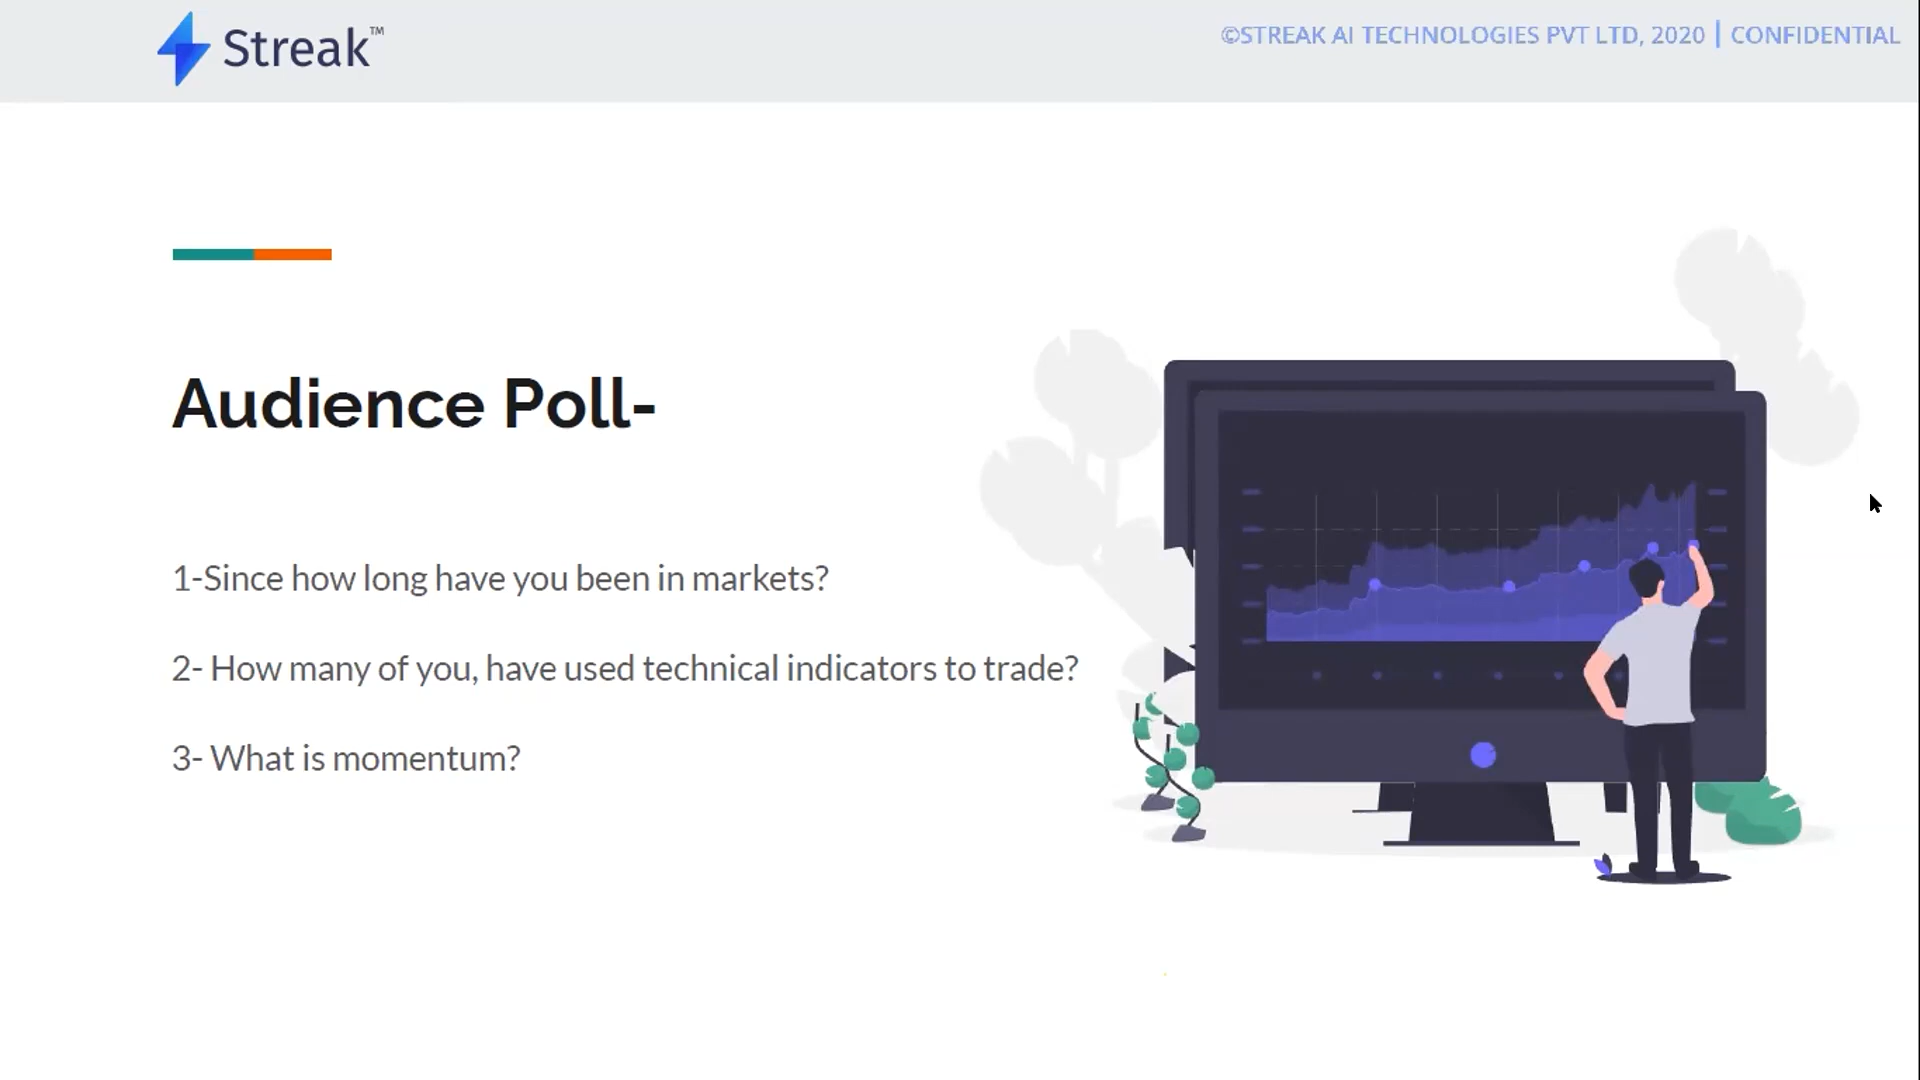 Streak™
©STREAK AI TECHNOLOGIES PVT LTD, 2020 | CONFIDENTIAL
Audience Poll-
1-Since how long have you been in markets?
2- How many of you, have used technical indicators to trade?
3- What is momentum?